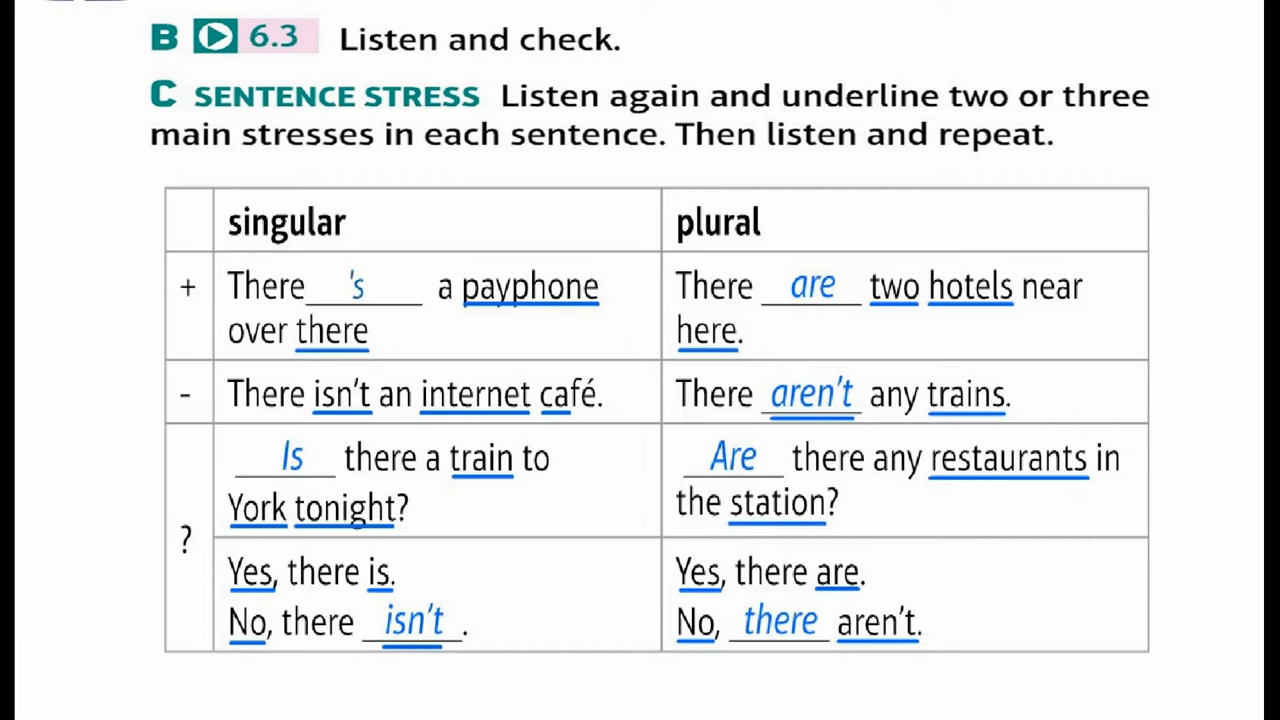 B 6.3 Listen and check.
C SENTENCE STRESS Listen again and underline two or three
main stresses in each sentence. Then listen and repeat.
singular plural
+ There 's a payphone There are two hotels near
over there here.
- There isn't an internet café. There aren't any trains.
Is there a train to Are there any restaurants in
York tonight? the station?
?
Yes, there is. Yes, there are.
No, there isn't. No, there aren't.